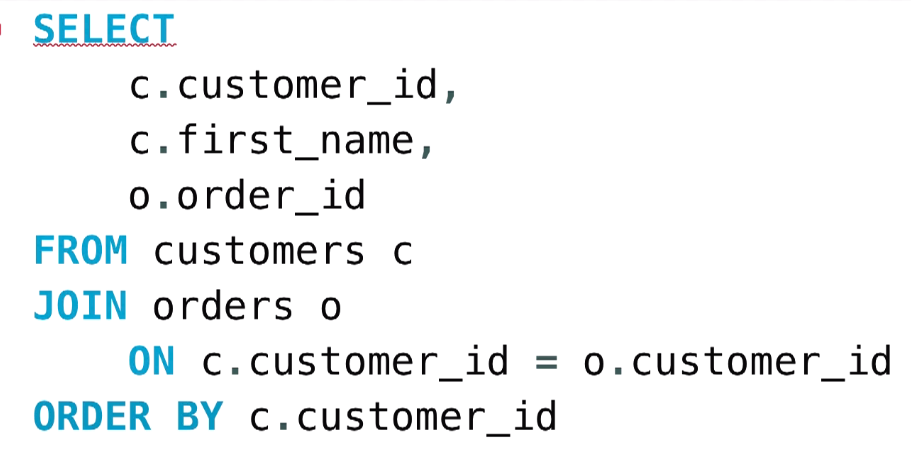 SELECT
    c.customer_id,
    c.first_name,
    o.order_id
FROM customers c
JOIN orders o
    ON c.customer_id = o.customer_id
ORDER BY c.customer_id